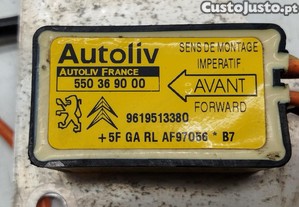 CustoJusto.pt
Autoliv
AUTOLIV FRANCE
550 36 90 00
SENS DE MONTAGE
IMPERATIF
AVANT
FORWARD
9619513380
+5F GA RL AF97056 * B7